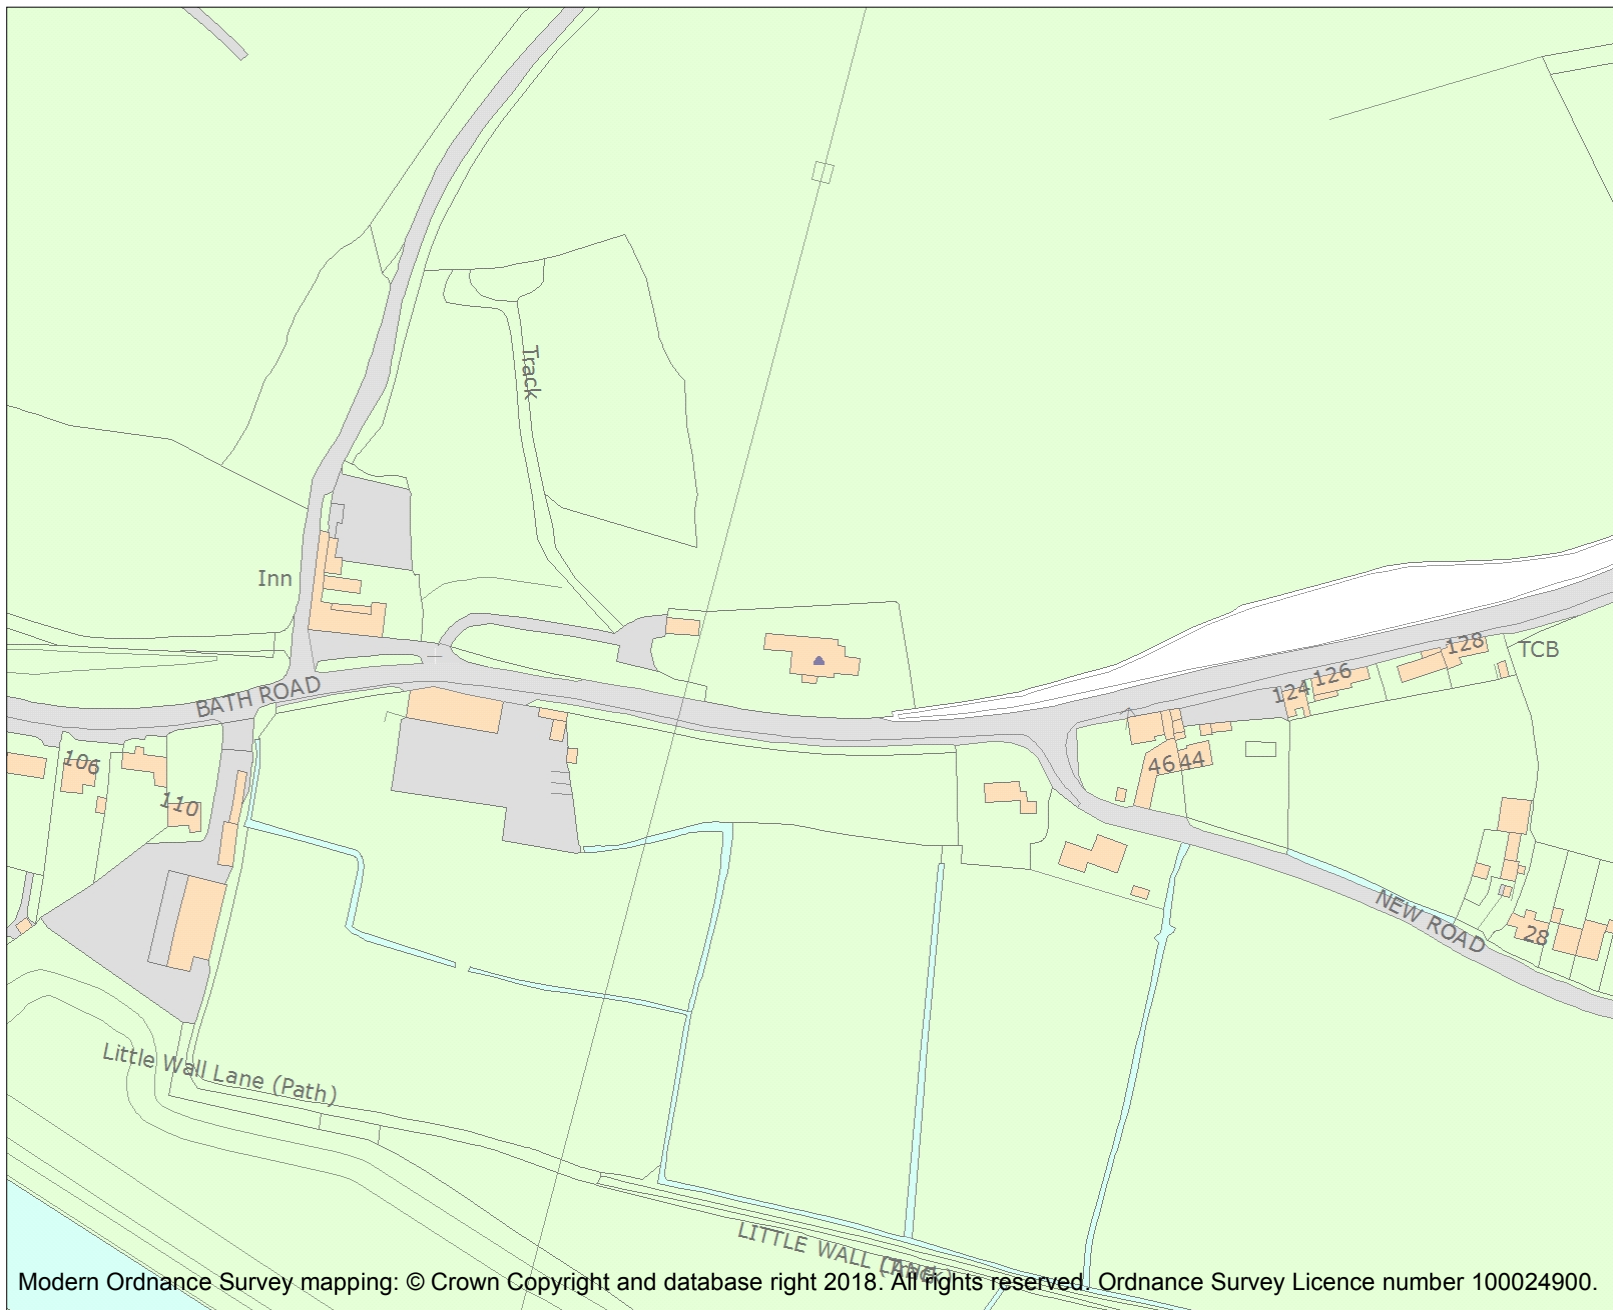 Track
Inn
BATH ROAD
128
TCB
126
124
106
46
44
110
NEW ROAD
28
Little Wall Lane (Path)
LITTLE WALL
Modern Ordnance Survey mapping: © Crown Copyright and database right 2018. All rights reserved. Ordnance Survey Licence number 100024900.